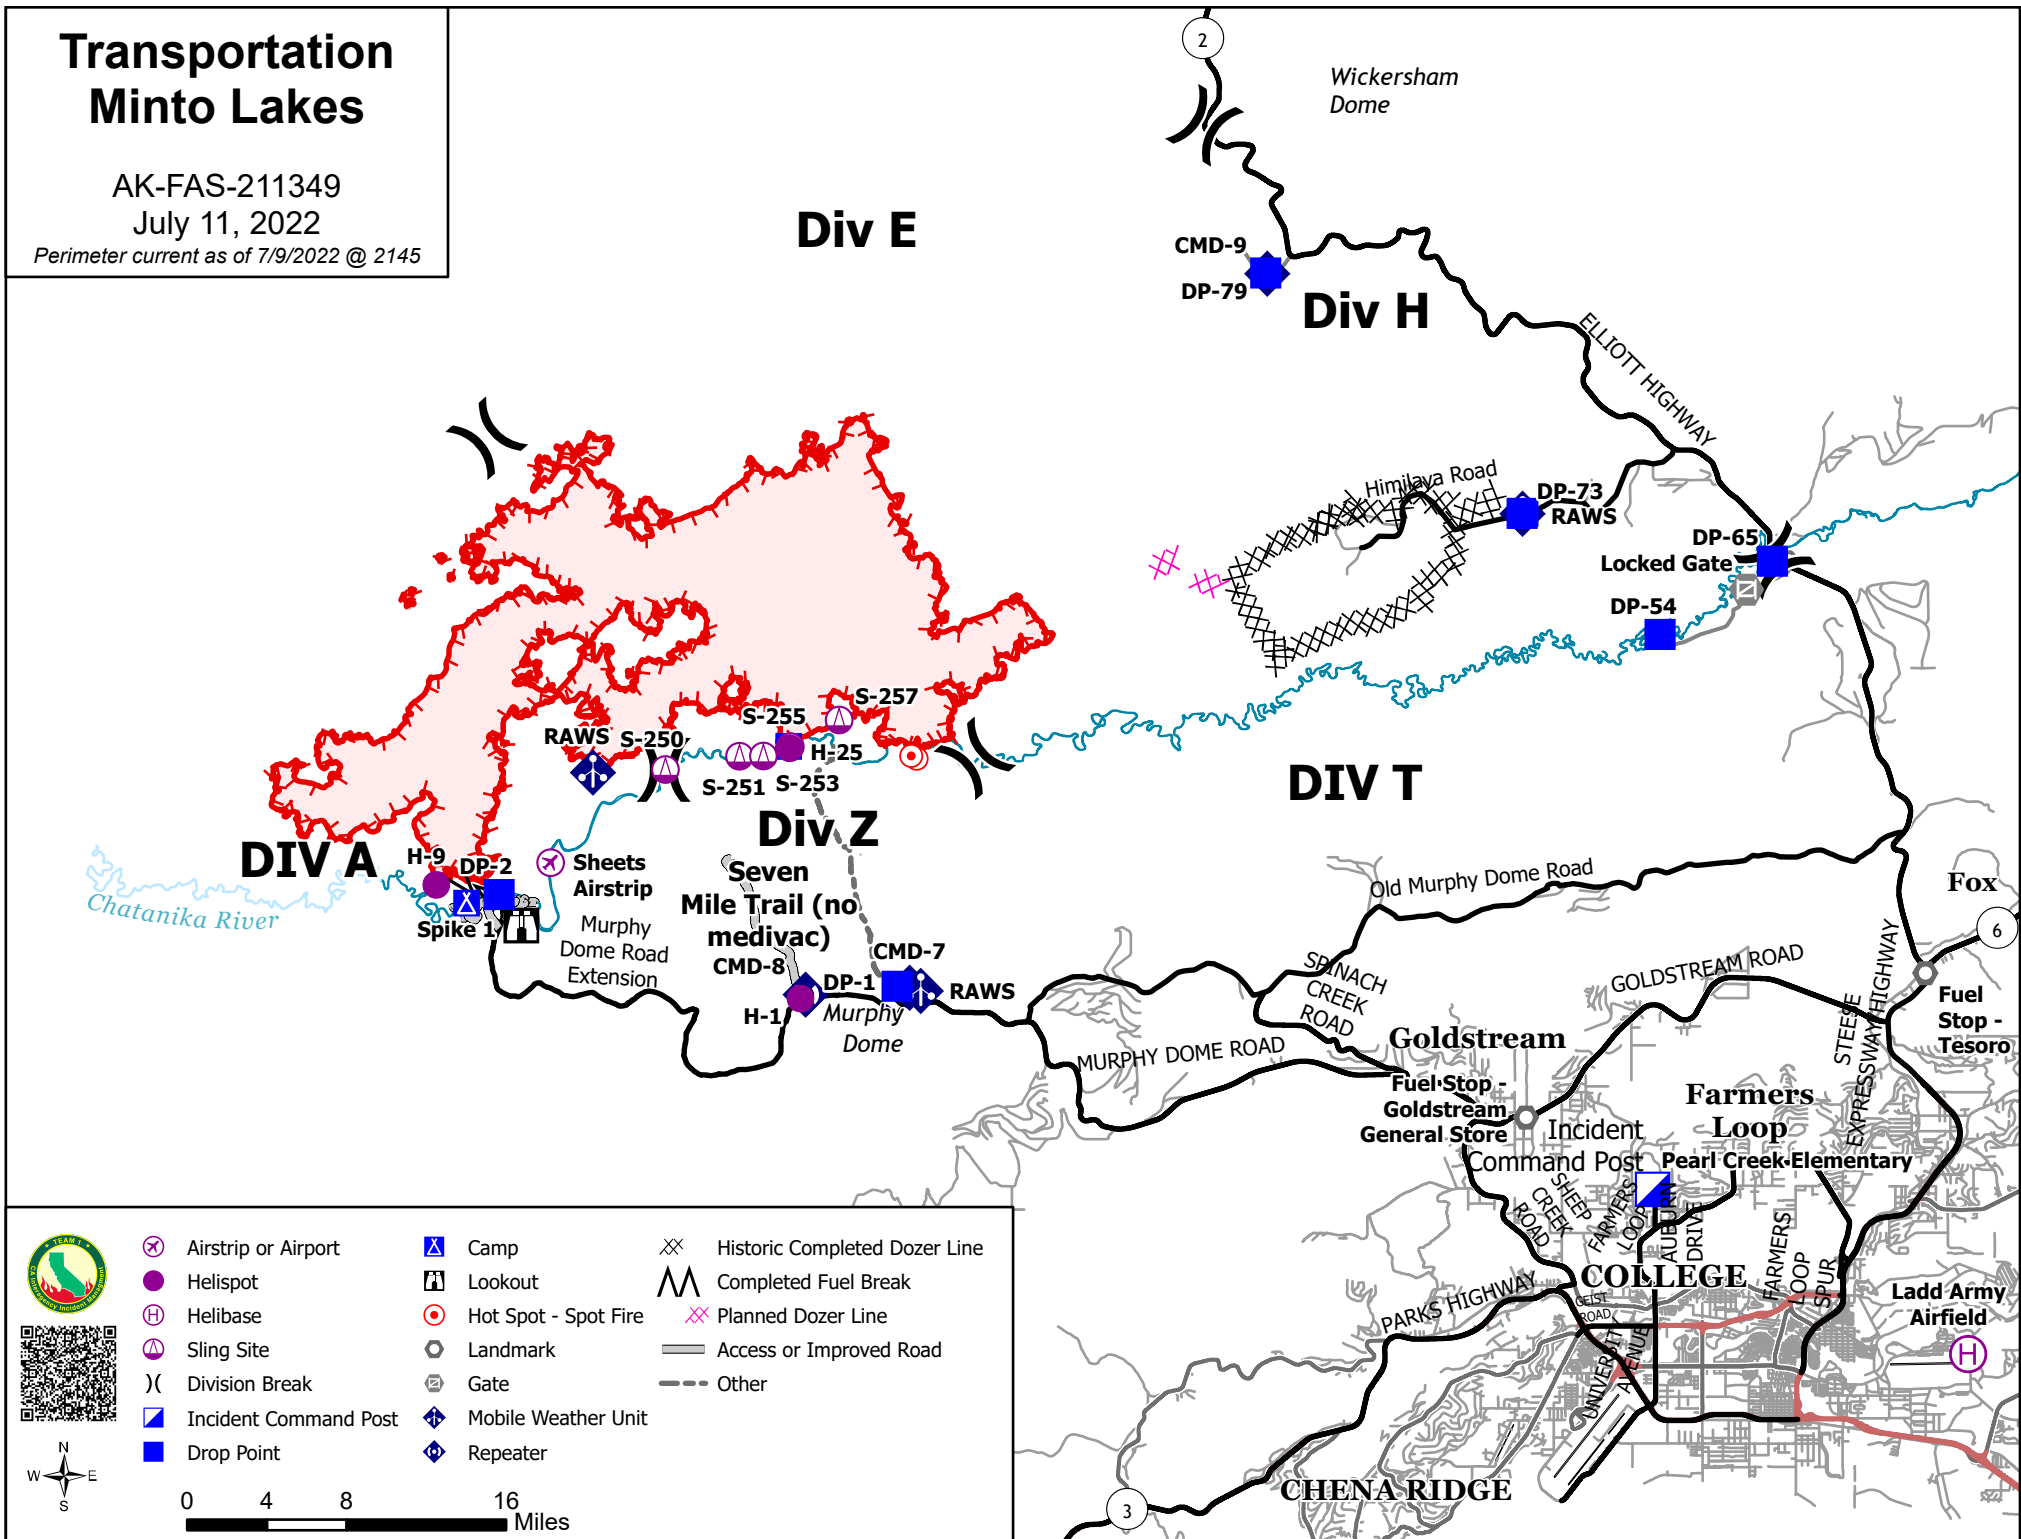 Transportation
Minto Lakes
AK-FAS-211349
July 11, 2022
Perimeter current as of 7/9/2022 @ 2145
2
Wickersham
Dome
Div E
CMD-9
DP-79
Div H
ELLIOTT HIGHWAY
Himilaya Road
DP-73
RAWS
DP-65
Locked Gate
DP-54
S-257
S-255
RAWS
S-250
H-25
S-251
S-253
DIV T
Div Z
DIV A
H-9
DP-2
Sheets
Airstrip
Chatanika River
Spike 1
Murphy
Dome Road
Extension
Seven
Mile Trail (no
medivac)
CMD-8
CMD-7
DP-1
RAWS
H-1
Murphy
Dome
Old Murphy Dome Road
Fox
6
SPINACH
CREEK
ROAD
GOLDSTREAM ROAD
STEESE
EXPRESSWAY/HIGHWAY
Fuel
Stop -
Tesoro
MURPHY DOME ROAD
Goldstream
Fuel Stop -
Goldstream
General Store
Farmers
Loop
Incident
Command Post
Pearl Creek Elementary
SHEEP
CREEK
ROAD
FARMERS
LOOP
AUBURN
DRIVE
FARMERS
LOOP
SPUR
COLLEGE
PARKS HIGHWAY
GEIST
ROAD
UNIVERSITY
AVENUE
Ladd Army
Airfield
H
CHENA RIDGE
3
TEAM 1
CA Interagency Incident Management
Airstrip or Airport
Helispot
Helibase
Sling Site
Division Break
Incident Command Post
Drop Point
Camp
Lookout
Hot Spot - Spot Fire
Landmark
Gate
Mobile Weather Unit
Repeater
Historic Completed Dozer Line
Completed Fuel Break
Planned Dozer Line
Access or Improved Road
Other
N
W E
S
0 4 8 16
Miles